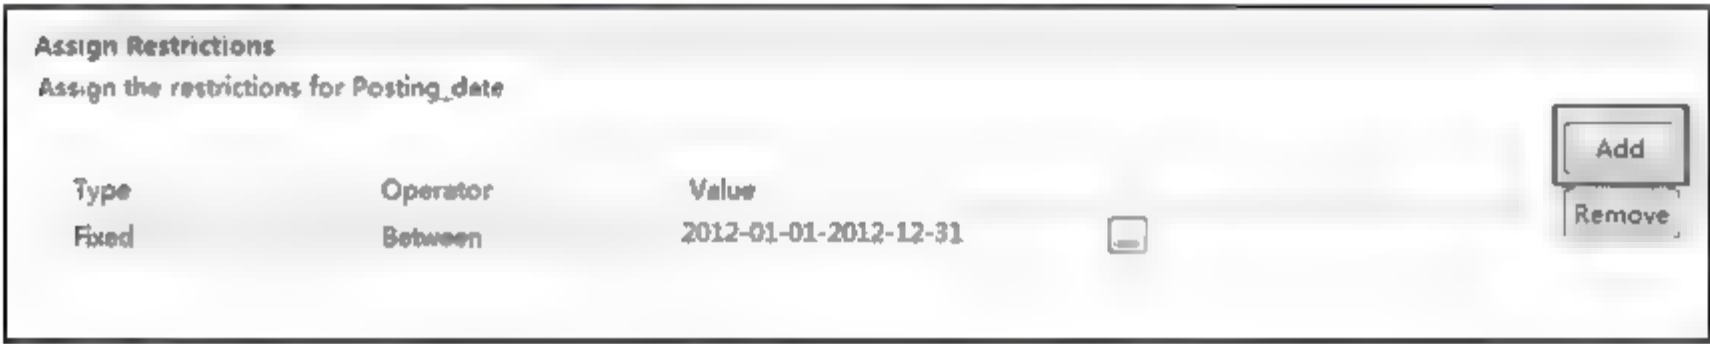 Assign Restrictions
Assign the restrictions for Posting_date
Add
Type Operator Value
Remove
Fixed Between 2012-01-01-2012-12-31